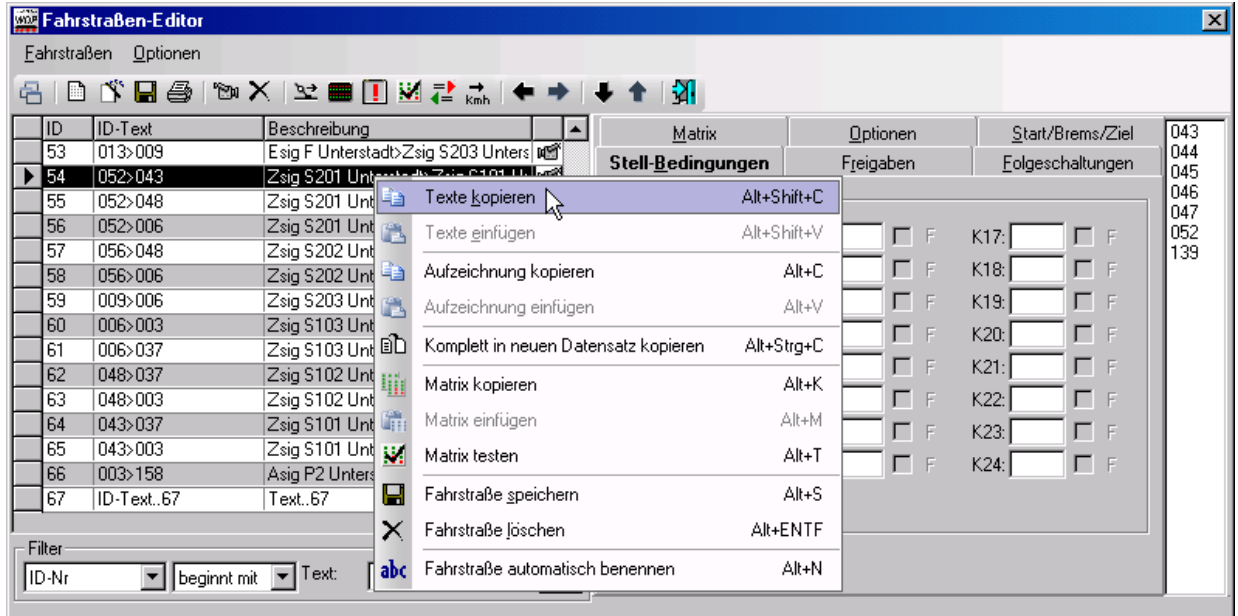 Fahrstraßen-Editor
Fahrstraßen Optionen
Kmh
ID ID-Text Beschreibung
53 013>009 Esig F Unterstadt>Zsig S203 Unters
54 052>043 Zsig S201 Unterstadt>Zsig S101 U
55 052>048 Zsig S201 Unt
56 052>006 Zsig S201 Unt
57 056>048 Zsig S202 Unt
58 056>006 Zsig S202 Unt
59 009>006 Zsig S203 Unt
60 006>003 Zsig S103 Unt
61 006>037 Zsig S103 Unt
62 048>037 Zsig S102 Unt
63 048>003 Zsig S102 Unt
64 043>037 Zsig S101 Unt
65 043>003 Zsig S101 Unt
66 003>158 Asig P2 Unters
67 ID-Text..67 Text..67
Filter
ID-Nr beginnt mit Text:
Texte kopieren Alt+Shift+C
Texte einfügen Alt+Shift+V
Aufzeichnung kopieren Alt+C
Aufzeichnung einfügen Alt+V
Komplett in neuen Datensatz kopieren Alt+Strg+C
Matrix kopieren Alt+K
Matrix einfügen Alt+M
Matrix testen Alt+T
Fahrstraße speichern Alt+S
Fahrstraße löschen Alt+ENTF
abc Fahrstraße automatisch benennen Alt+N
Matrix Optionen Start/Brems/Ziel
Stell-Bedingungen Freigaben Folgeschaltungen
F K17: F
F K18: F
F K19: F
F K20: F
F K21: F
F K22: F
F K23: F
F K24: F
043
044
045
046
047
052
139